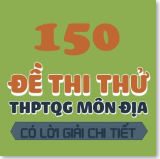 150
ĐỀ THI THỬ
THPTQG MÔN ĐỊA
CÓ LỜI GIẢI CHI TIẾT